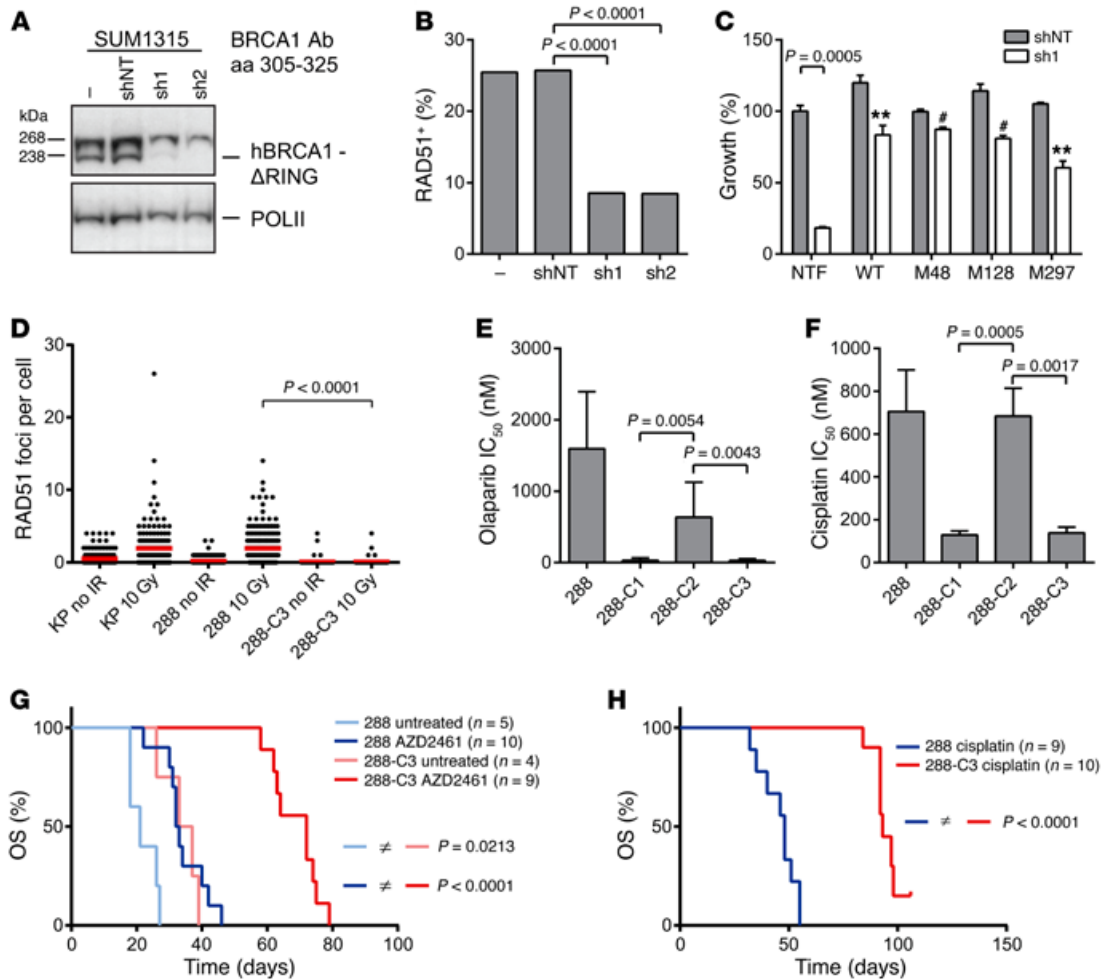 A
SUM1315
BRCA1 Ab
aa 305-325
– shNT sh1 sh2
kDa
268
238
hBRCA1 -
ΔRING
POLII
B
P < 0.0001
P < 0.0001
RAD51⁺ (%)
30
20
10
0
– shNT sh1 sh2
C
shNT
sh1
P = 0.0005
** # # **
Growth (%)
150
100
50
0
NTF WT M48 M128 M297
D
RAD51 foci per cell
30
20
10
0
P < 0.0001
KP no IR
KP 10 Gy
288 no IR
288 10 Gy
288-C3 no IR
288-C3 10 Gy
E
Olaparib IC₅₀ (nM)
3000
2000
1000
0
P = 0.0054
P = 0.0043
288
288-C1
288-C2
288-C3
F
Cisplatin IC₅₀ (nM)
1000
800
600
400
200
0
P = 0.0005
P = 0.0017
288
288-C1
288-C2
288-C3
G
OS (%)
100
50
0
288 untreated (n = 5)
288 AZD2461 (n = 10)
288-C3 untreated (n = 4)
288-C3 AZD2461 (n = 9)
≠ P = 0.0213
≠ P < 0.0001
0 20 40 60 80 100
Time (days)
H
OS (%)
100
50
0
288 cisplatin (n = 9)
288-C3 cisplatin (n = 10)
≠ P < 0.0001
0 50 100 150
Time (days)